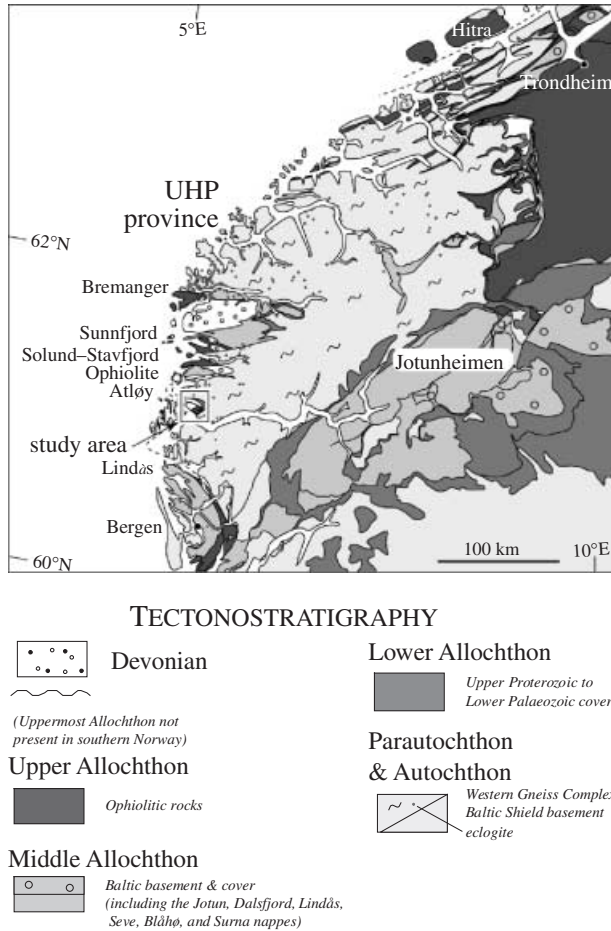 5°E
Hitra
Trondheim
UHP
province
62°N
Bremanger
Sunnfjord
Solund–Stavfjord
Ophiolite
Atløy
Jotunheimen
study area
Lindås
Bergen
60°N
100 km
10°E
TECTONOSTRATIGRAPHY
Devonian
(Uppermost Allochthon not
present in southern Norway)
Upper Allochthon
Ophiolitic rocks
Middle Allochthon
Baltic basement & cover
(including the Jotun, Dalsfjord, Lindås,
Seve, Blåhø, and Surna nappes)
Lower Allochthon
Upper Proterozoic to
Lower Palaeozoic cover
Parautochthon
& Autochthon
Western Gneiss Complex
Baltic Shield basement
eclogite